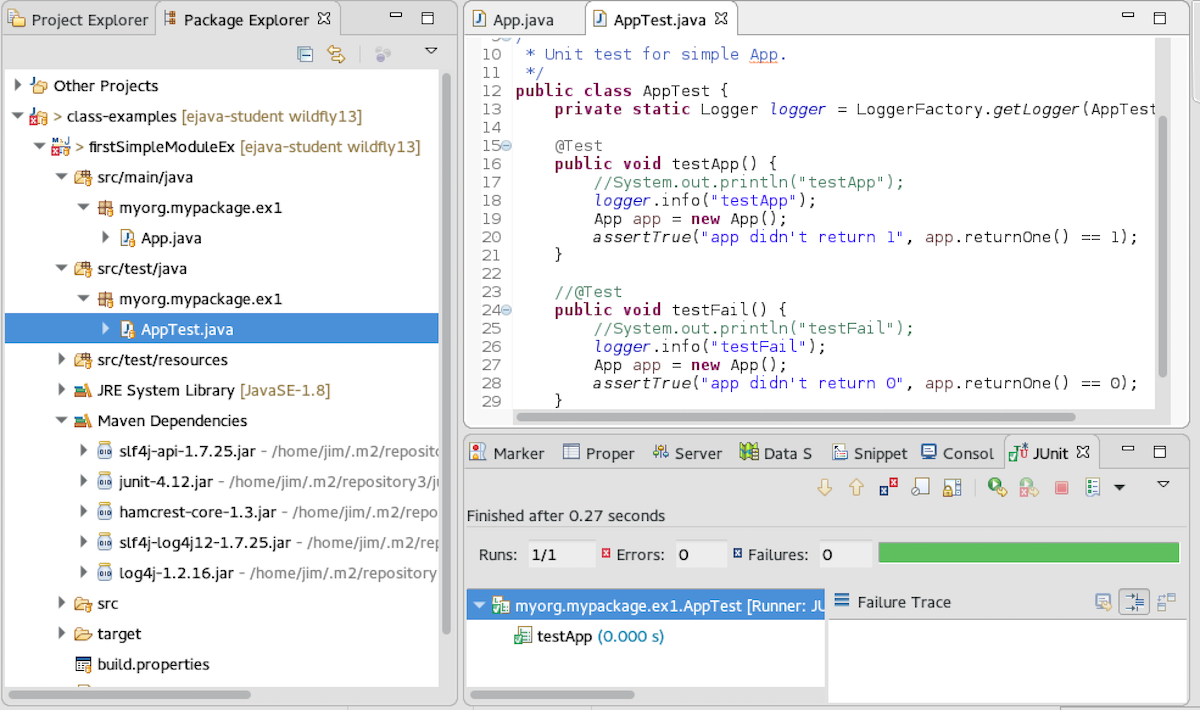 Project Explorer
Package Explorer
Other Projects
> class-examples [ejava-student wildfly13]
> firstSimpleModuleEx [ejava-student wildfly13]
src/main/java
myorg.mypackage.ex1
App.java
src/test/java
myorg.mypackage.ex1
AppTest.java
src/test/resources
JRE System Library [JavaSE-1.8]
Maven Dependencies
slf4j-api-1.7.25.jar - /home/jim/.m2/reposito
junit-4.12.jar - /home/jim/.m2/repository3/ju
hamcrest-core-1.3.jar - /home/jim/.m2/repo
slf4j-log4j12-1.7.25.jar - /home/jim/.m2/rep
log4j-1.2.16.jar - /home/jim/.m2/repository
src
target
build.properties
App.java
AppTest.java
10 * Unit test for simple App.
11 */
12 public class AppTest {
13 private static Logger logger = LoggerFactory.getLogger(AppTest
14
15 @Test
16 public void testApp() {
17 //System.out.println("testApp");
18 logger.info("testApp");
19 App app = new App();
20 assertTrue("app didn't return 1", app.returnOne() == 1);
21 }
22
23 //@Test
24 public void testFail() {
25 //System.out.println("testFail");
26 logger.info("testFail");
27 App app = new App();
28 assertTrue("app didn't return 0", app.returnOne() == 0);
29 }
Marker
Proper
Server
Data S
Snippet
Consol
JUnit
Finished after 0.27 seconds
Runs: 1/1 Errors: 0 Failures: 0
myorg.mypackage.ex1.AppTest [Runner: JU
testApp (0.000 s)
Failure Trace